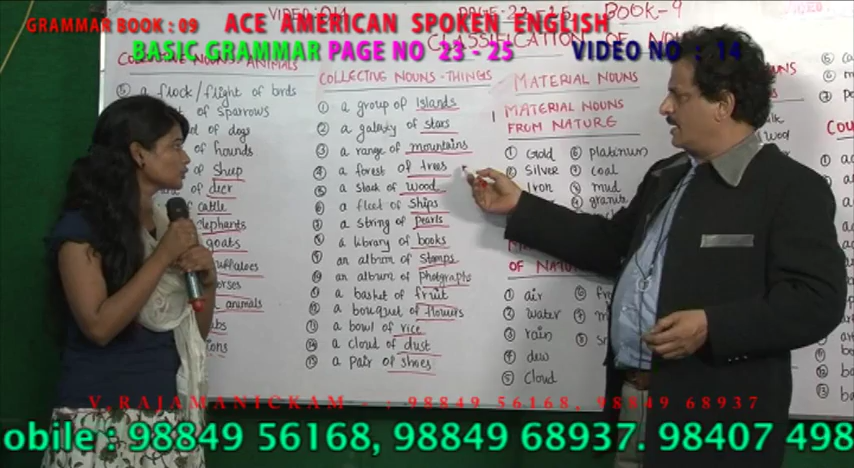 GRAMMAR BOOK : 09 ACE AMERICAN SPOKEN ENGLISH
BASIC GRAMMAR PAGE NO 23 - 25 VIDEO NO : 14
PAGE-23-25 BOOK-9
CLASSIFICATION OF
COLLECTIVE NOUNS-ANIMALS
a flock/flight of birds
of sparrows
of dogs
of hounds
of sheep
of deer
of cattle
elephants
goats
buffaloes
animals
COLLECTIVE NOUNS-THINGS
① a group of Islands
② a galaxy of stars
③ a range of mountains
④ a forest of trees
⑤ a stack of wood
⑥ a fleet of ships
⑦ a string of pearls
⑧ a library of books
⑨ an album of stamps
⑩ an album of photographs
⑪ a basket of fruit
⑫ a bouquet of flowers
⑬ a bowl of rice
⑭ a cloud of dust
⑮ a pair of shoes
MATERIAL NOUNS
1 MATERIAL NOUNS
FROM NATURE
① Gold ⑥ platinum
② Silver ⑦ coal
Iron ⑧ mud
⑨ granite
① air
② water
③ rain
④ dew
⑤ cloud
V.RAJAMANICKAM - : 98849 56168, 98849 68937
obile : 98849 56168, 98849 68937. 98407 498